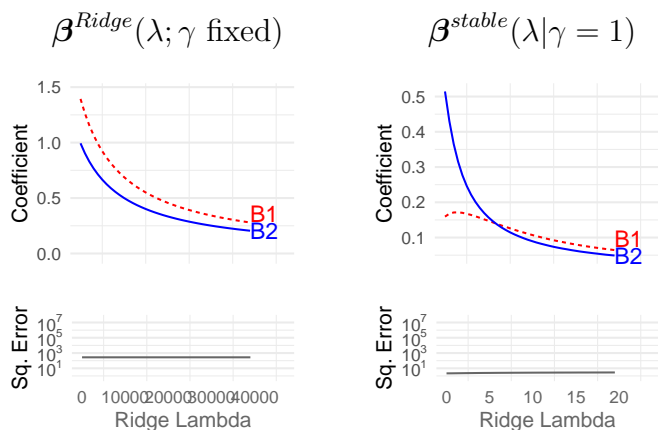 β^Ridge(λ; γ fixed)
β^stable(λ|γ = 1)
1.5
1.0
0.5
0.0
Coefficient
B1
B2
0.5
0.4
0.3
0.2
0.1
Coefficient
B1
B2
10^7
10^5
10^3
10^1
Sq. Error
0 10000 20000 30000 40000
Ridge Lambda
10^7
10^5
10^3
10^1
Sq. Error
0 5 10 15 20
Ridge Lambda